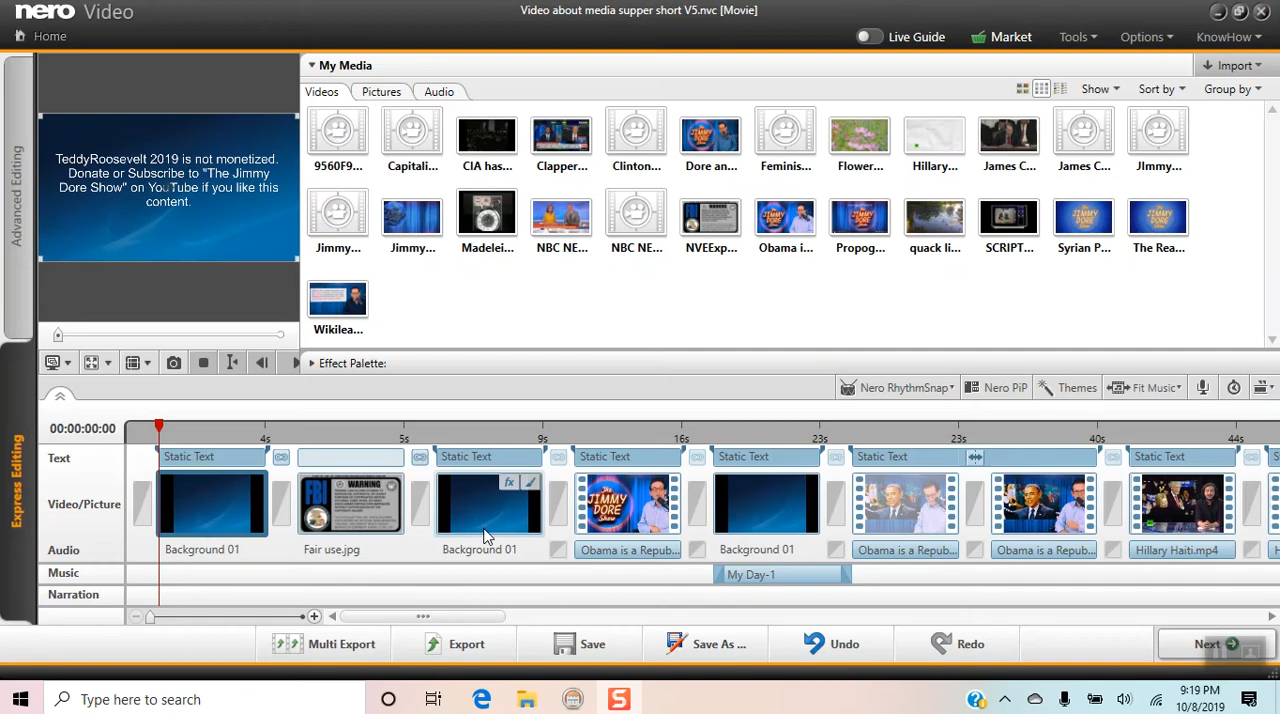 nero Video
Video about media supper short V5.nvc [Movie]
Home
Live Guide
Market
Tools
Options
KnowHow
Advanced Editing
Express Editing
TeddyRoosevelt 2019 is not monetized.
Donate or Subscribe to "The Jimmy
Dore Show" on YouTube if you like this
content.
My Media
Import
Videos
Pictures
Audio
Show
Sort by
Group by
9560F9...
Capitali...
CIA has...
Clapper...
Clinton...
Dore an...
Feminis...
Flower...
Hillary...
James C...
James C...
JImmy...
Jimmy...
Jimmy...
Madelei...
NBC NE...
NBC NE...
NVEExp...
Obama i...
Propog...
quack li...
SCRIPT...
Syrian P...
The Rea...
Wikilea...
Effect Palette:
Nero RhythmSnap
Nero PiP
Themes
Fit Music
00:00:00:00
4s
5s
9s
16s
23s
23s
40s
44s
Text
Static Text
Static Text
Static Text
Static Text
Static Text
Static Text
Video/Picture
FBI
WARNING
fx
THE
JIMMY
DORE
Background 01
Fair use.jpg
Background 01
Background 01
Audio
Obama is a Repub...
Obama is a Repub...
Obama is a Repub...
Hillary Haiti.mp4
Music
My Day-1
Narration
Multi Export
Export
Save
Save As ...
Undo
Redo
Next
Type here to search
9:19 PM
10/8/2019